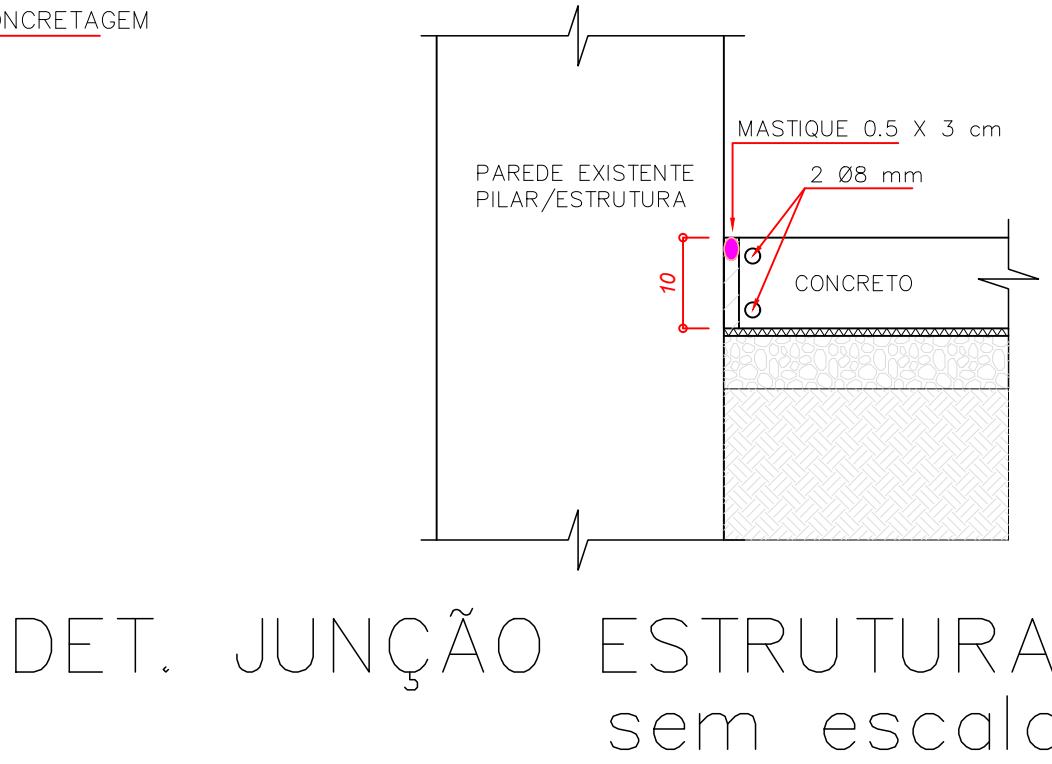 ONCRETAGEM
MASTIQUE 0.5 X 3 cm
2 Ø8 mm
PAREDE EXISTENTE
PILAR/ESTRUTURA
10
CONCRETO
DET. JUNÇÃO ESTRUTURA
sem escala